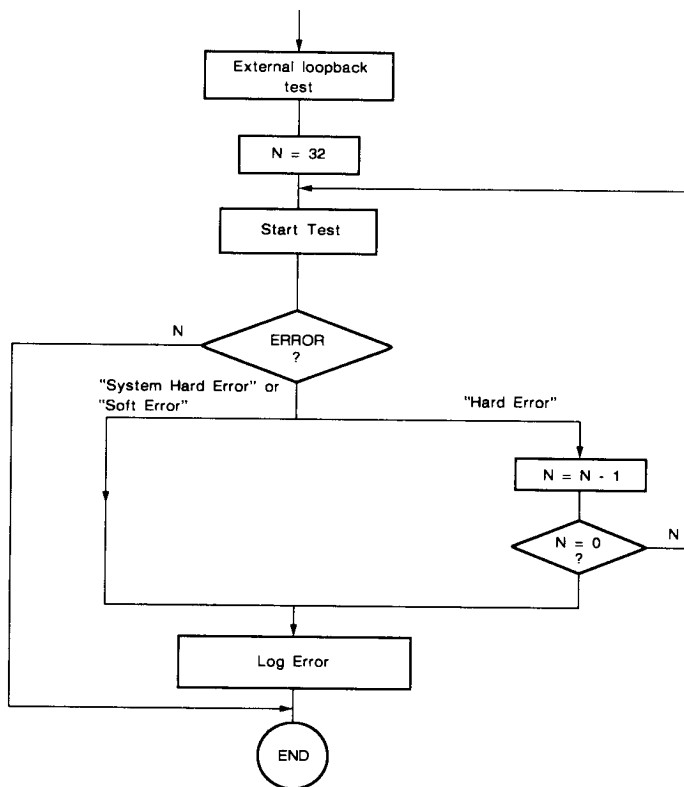 External loopback
test
N = 32
Start Test
N
ERROR
?
"System Hard Error" or
"Soft Error"
"Hard Error"
N = N - 1
N = 0
?
N
Log Error
END